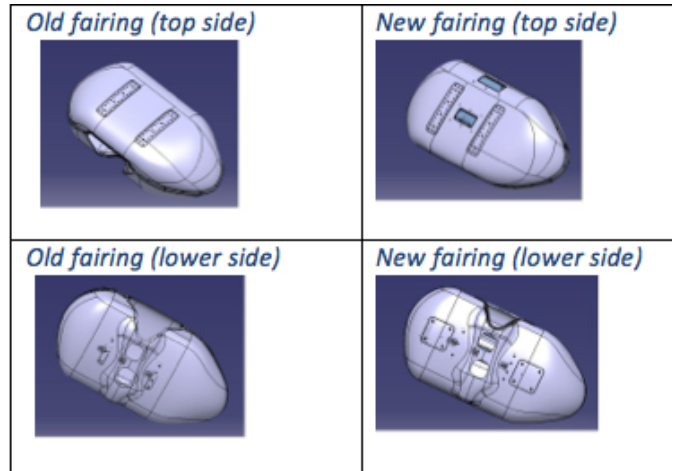 Old fairing (top side)
New fairing (top side)
Old fairing (lower side)
New fairing (lower side)